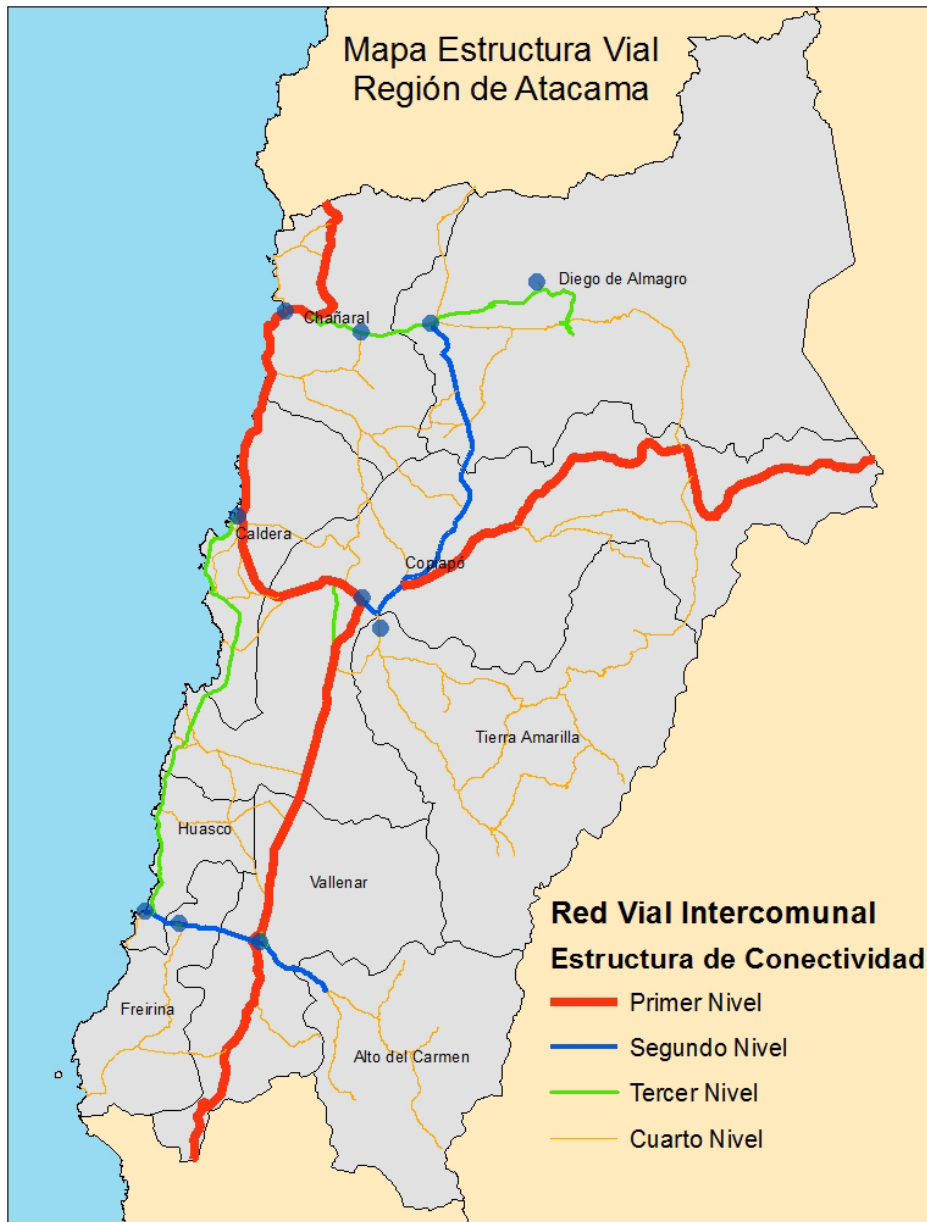 Mapa Estructura Vial
Región de Atacama
Diego de Almagro
Chañaral
Caldera
Copiapó
Tierra Amarilla
Huasco
Vallenar
Freirina
Alto del Carmen
Red Vial Intercomunal
Estructura de Conectividad
Primer Nivel
Segundo Nivel
Tercer Nivel
Cuarto Nivel